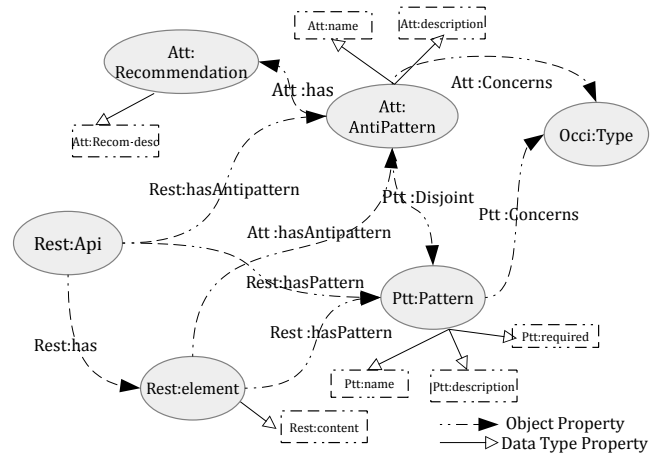 Att:name
Att:description
Att:
Recommendation
Att :has
Att :Concerns
Att:
AntiPattern
Occi:Type
Att:Recom-desc
Rest:hasAntipattern
Ptt :Disjoint
Ptt :Concerns
Att :hasAntipattern
Rest:Api
Rest:hasPattern
Ptt:Pattern
Rest :hasPattern
Ptt:required
Rest:has
Rest:element
Ptt:name
Ptt:description
Rest:content
Object Property
Data Type Property